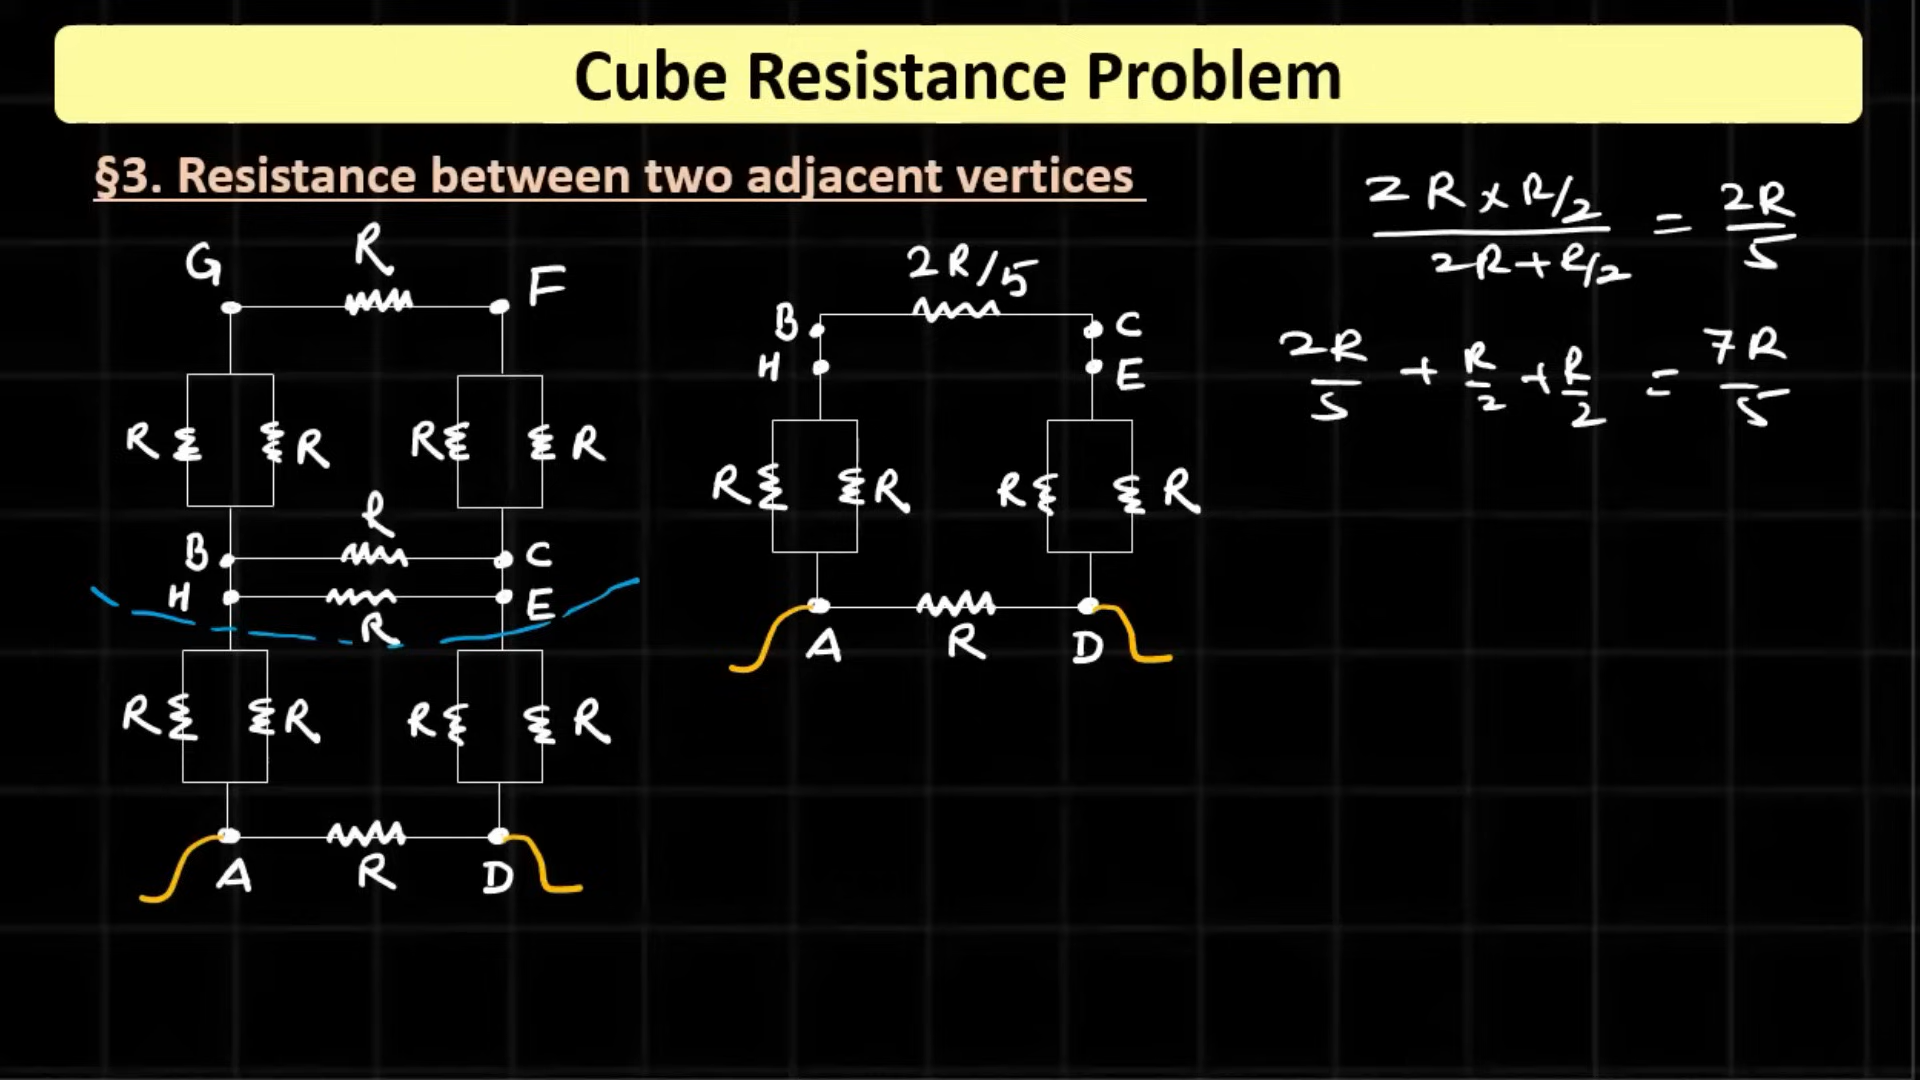 Cube Resistance Problem
§3. Resistance between two adjacent vertices
2R × R/2 / 2R + R/2 = 2R/5
2R/5 + R/2 + R/2 = 7R/5
G R F
R R R R
R
B C
H E
R
R R R R
A R D
2R/5
B C
H E
R R R R
A R D